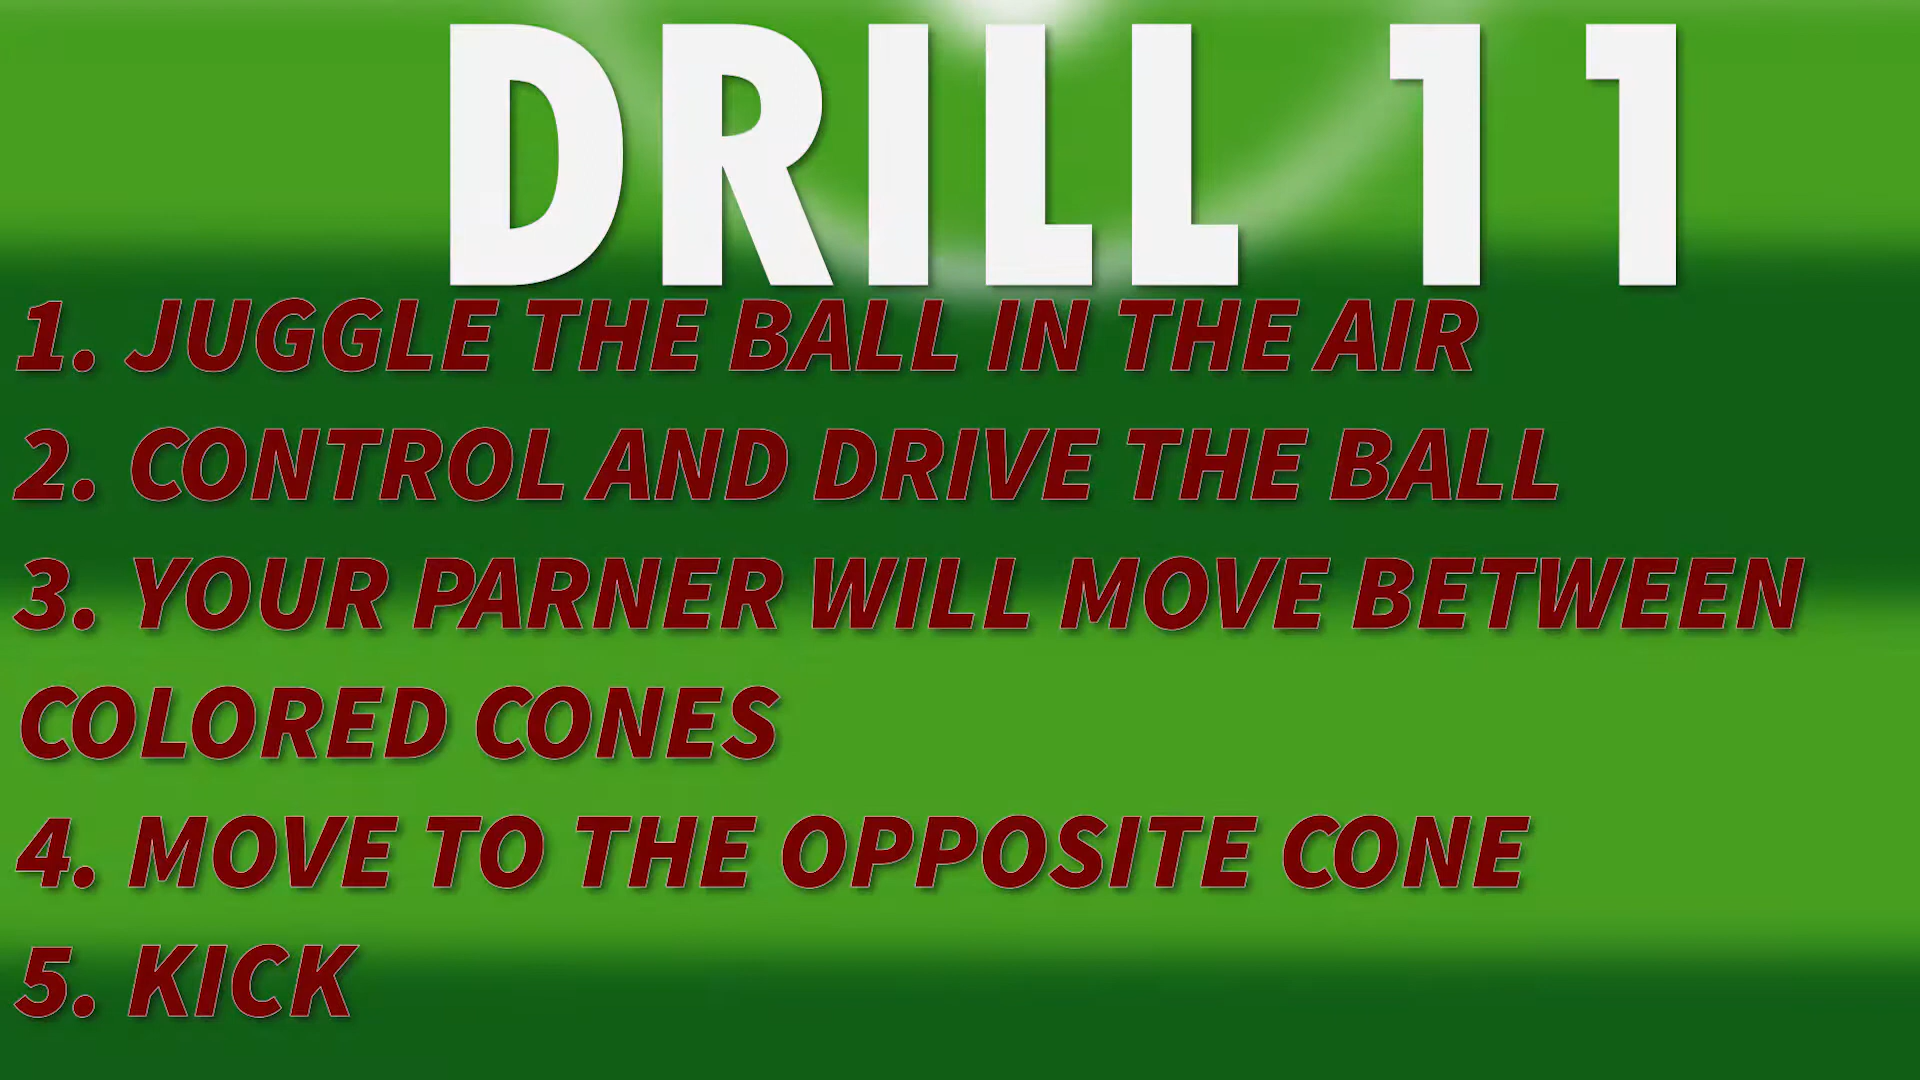 DRILL 11
1. JUGGLE THE BALL IN THE AIR
2. CONTROL AND DRIVE THE BALL
3. YOUR PARNER WILL MOVE BETWEEN
COLORED CONES
4. MOVE TO THE OPPOSITE CONE
5. KICK